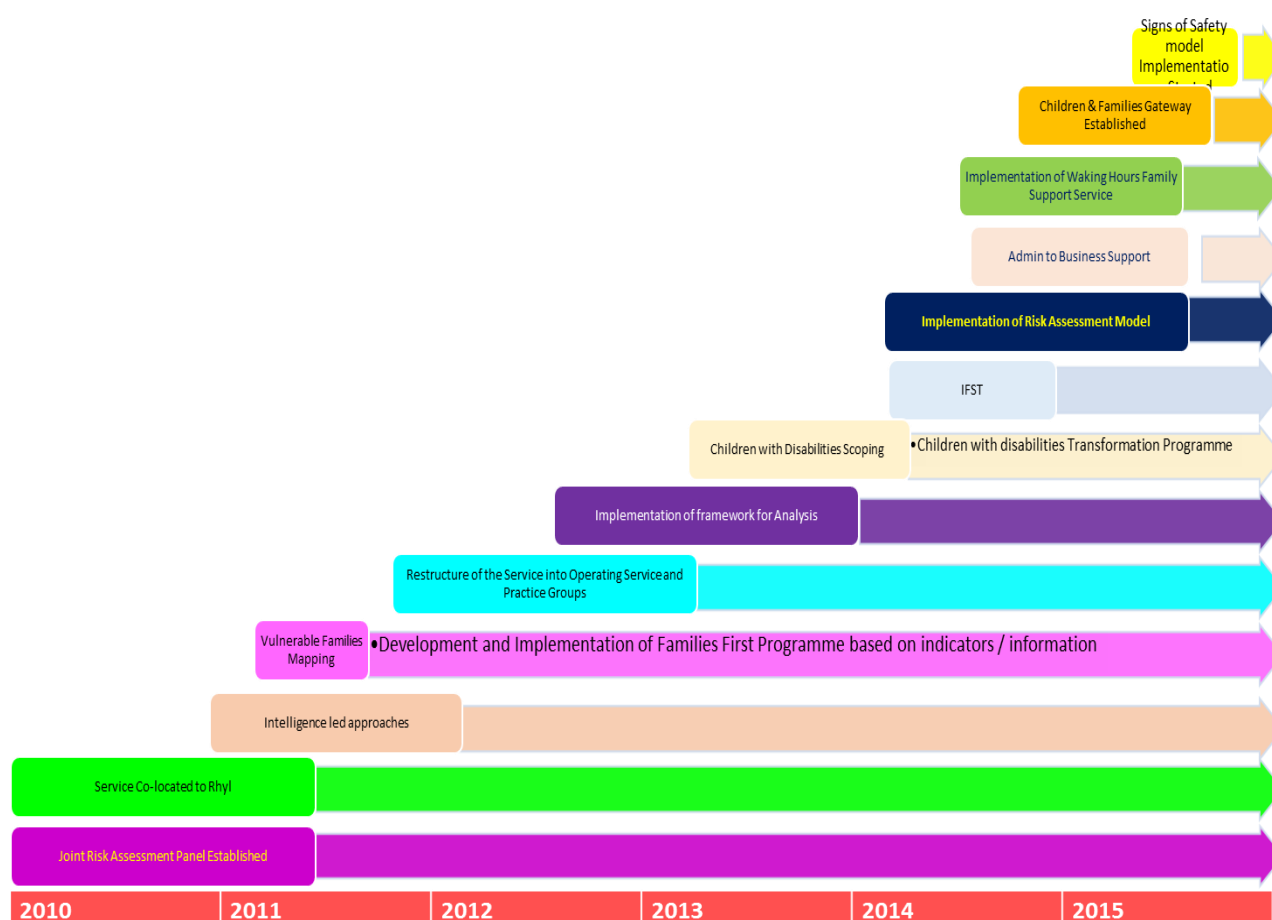 Signs of Safety
model
Implementatio
Children & Families Gateway
Established
Implementation of Waking Hours Family
Support Service
Admin to Business Support
Implementation of Risk Assessment Model
IFST
Children with Disabilities Scoping
•Children with disabilities Transformation Programme
Implementation of framework for Analysis
Restructure of the Service into Operating Service and
Practice Groups
Vulnerable Families
Mapping
•Development and Implementation of Families First Programme based on indicators / information
Intelligence led approaches
Service Co-located to Rhyl
Joint Risk Assessment Panel Established
2010 2011 2012 2013 2014 2015